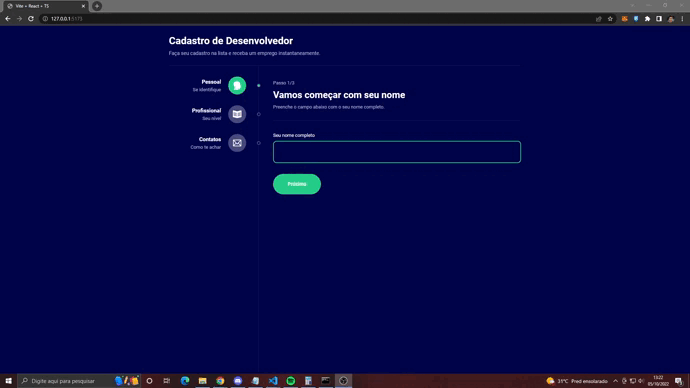 Vite + React + TS
127.0.0.1:5173
Cadastro de Desenvolvedor
Faça seu cadastro na lista e receba um emprego instantaneamente.
Pessoal
Se identifique
Profissional
Seu nível
Contatos
Como te achar
Passo 1/3
Vamos começar com seu nome
Preenche o campo abaixo com o seu nome completo.
Seu nome completo
Próximo
Digite aqui para pesquisar
31°C Pred ensolarado
13:22
05/10/2022